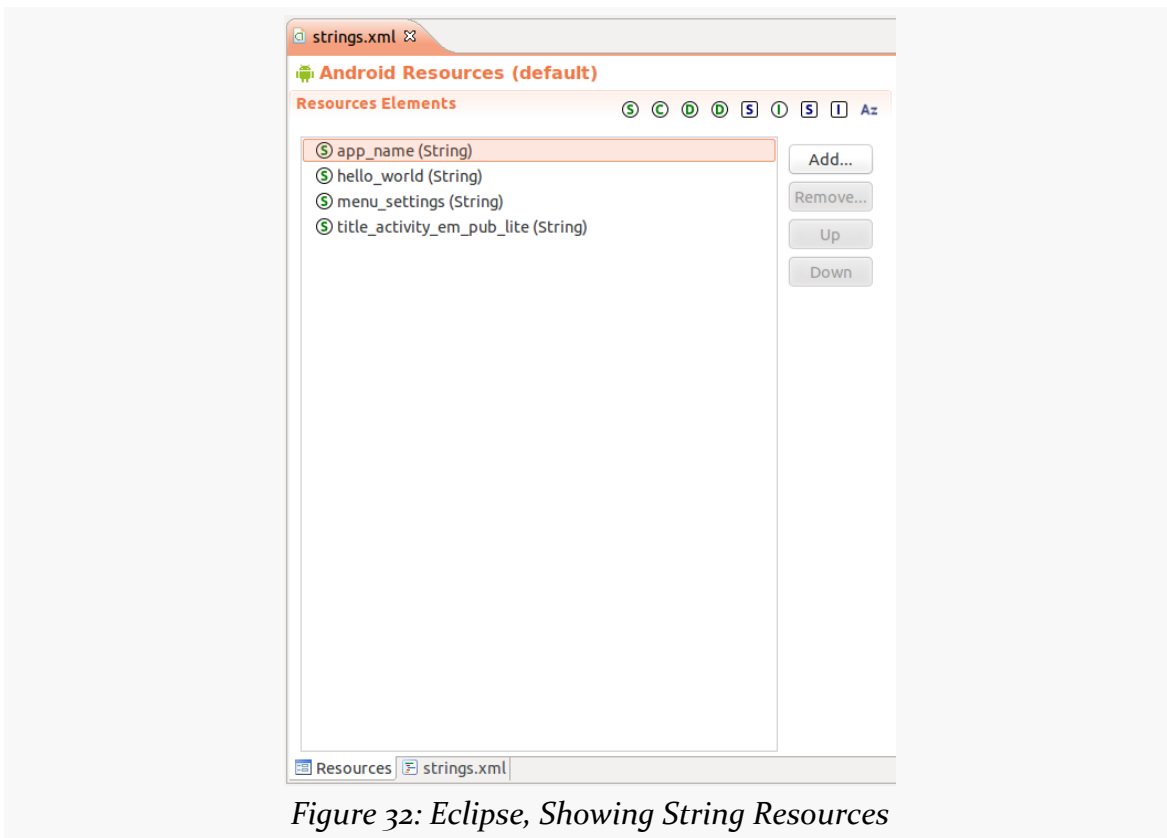 strings.xml
Android Resources (default)
Resources Elements
S C D D S I S I Az
S app_name (String)
S hello_world (String)
S menu_settings (String)
S title_activity_em_pub_lite (String)
Add...
Remove...
Up
Down
Resources strings.xml
Figure 32: Eclipse, Showing String Resources